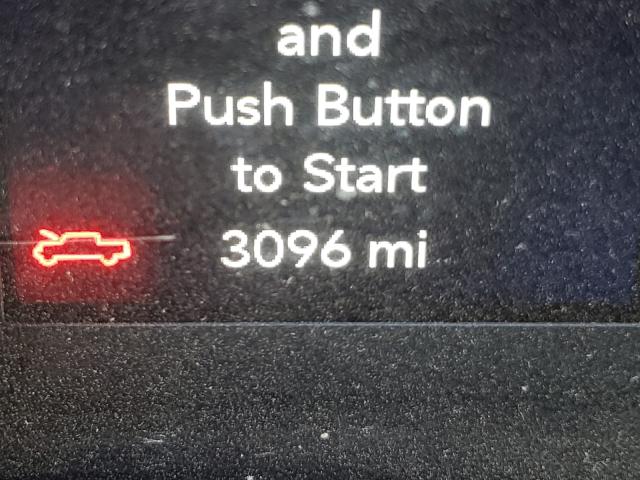 and
Push Button
to Start
3096 mi